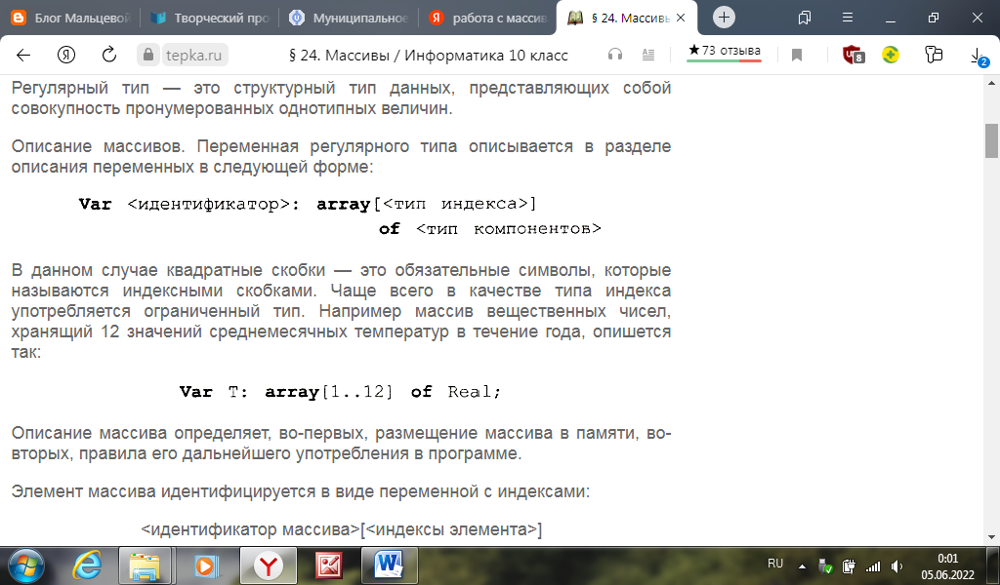 Блог Мальцевой
Творческий про
Муниципальное
работа с массив
§ 24. Массивы
tepka.ru
§ 24. Массивы / Информатика 10 класс
★73 отзыва
8
2
Регулярный тип — это структурный тип данных, представляющих собой
совокупность пронумерованных однотипных величин.
Описание массивов. Переменная регулярного типа описывается в разделе
описания переменных в следующей форме:
Var <идентификатор>: array[<тип индекса>]
of <тип компонентов>
В данном случае квадратные скобки — это обязательные символы, которые
называются индексными скобками. Чаще всего в качестве типа индекса
употребляется ограниченный тип. Например массив вещественных чисел,
хранящий 12 значений среднемесячных температур в течение года, опишется
так:
Var T: array[1..12] of Real;
Описание массива определяет, во-первых, размещение массива в памяти, во-
вторых, правила его дальнейшего употребления в программе.
Элемент массива идентифицируется в виде переменной с индексами:
<идентификатор массива>[<индексы элемента>]
RU
0:01
05.06.2022